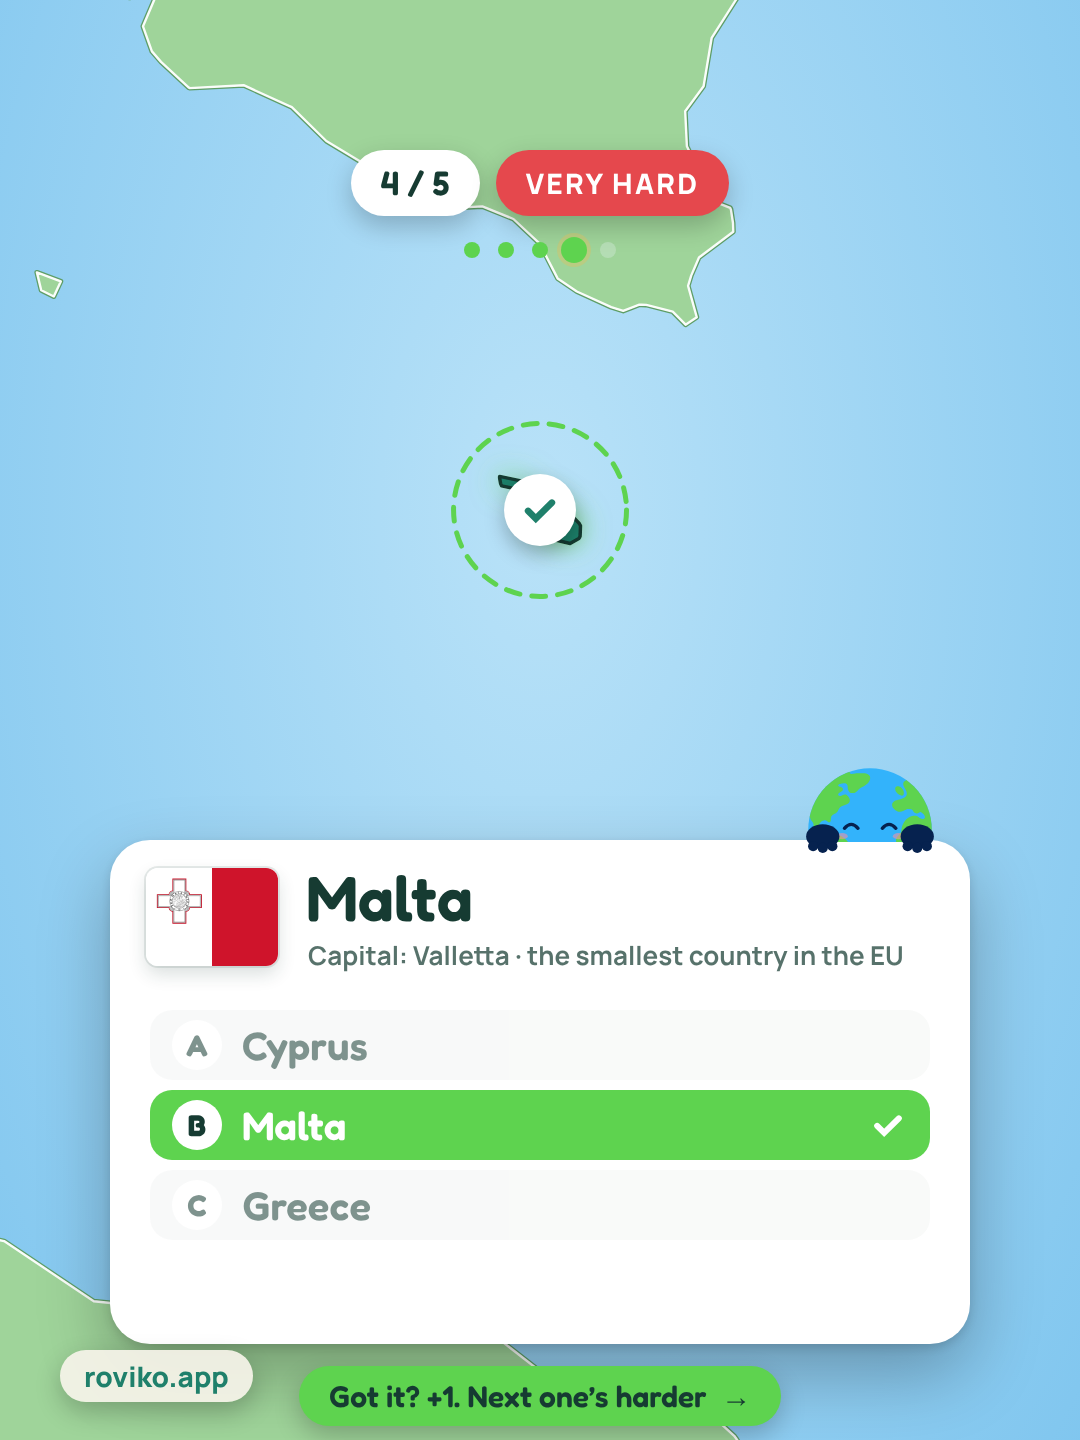 4 / 5
VERY HARD
Malta
Capital: Valletta · the smallest country in the EU
A Cyprus
B Malta
C Greece
roviko.app
Got it? +1. Next one’s harder →